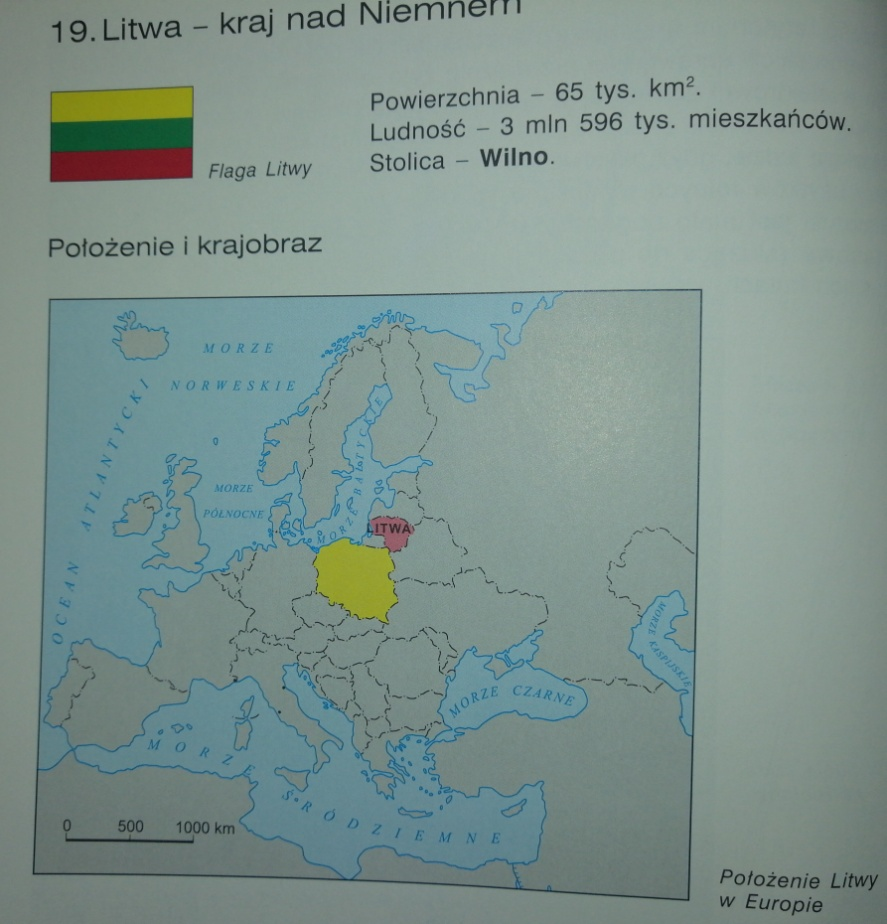 19. Litwa – kraj nad Niemnem
Powierzchnia – 65 tys. km².
Ludność – 3 mln 596 tys. mieszkańców.
Stolica – Wilno.
Flaga Litwy
Położenie i krajobraz
MORZE
NORWESKIE
OCEAN ATLANTYCKI
MORZE
PÓŁNOCNE
MORZE BAŁTYCKIE
LITWA
MORZE KASPIJSKIE
MORZE CZARNE
MORZE ŚRÓDZIEMNE
0 500 1000 km
Położenie Litwy
w Europie